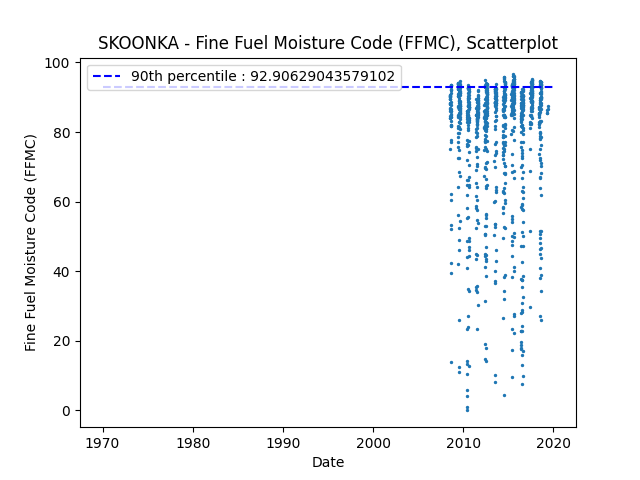 SKOONKA - Fine Fuel Moisture Code (FFMC), Scatterplot
90th percentile : 92.90629043579102
100
80
60
40
20
0
Fine Fuel Moisture Code (FFMC)
1970 1980 1990 2000 2010 2020
Date